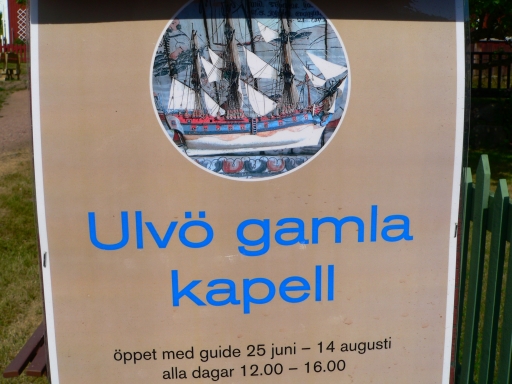 Ulvö gamla
kapell
öppet med guide 25 juni – 14 augusti
alla dagar 12.00 – 16.00